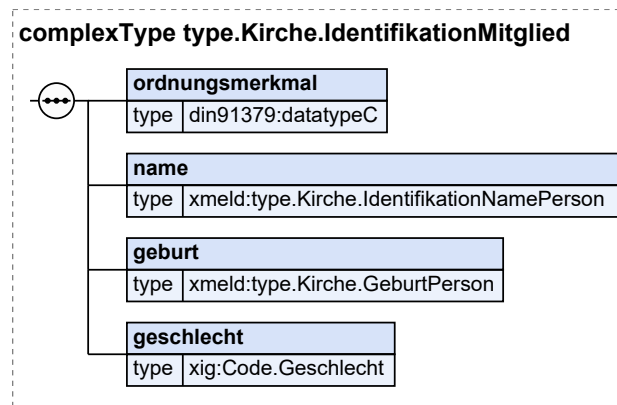 complexType type.Kirche.IdentifikationMitglied
ordnungsmerkmal
type din91379:datatypeC
name
type xmeld:type.Kirche.IdentifikationNamePerson
geburt
type xmeld:type.Kirche.GeburtPerson
geschlecht
type xig:Code.Geschlecht